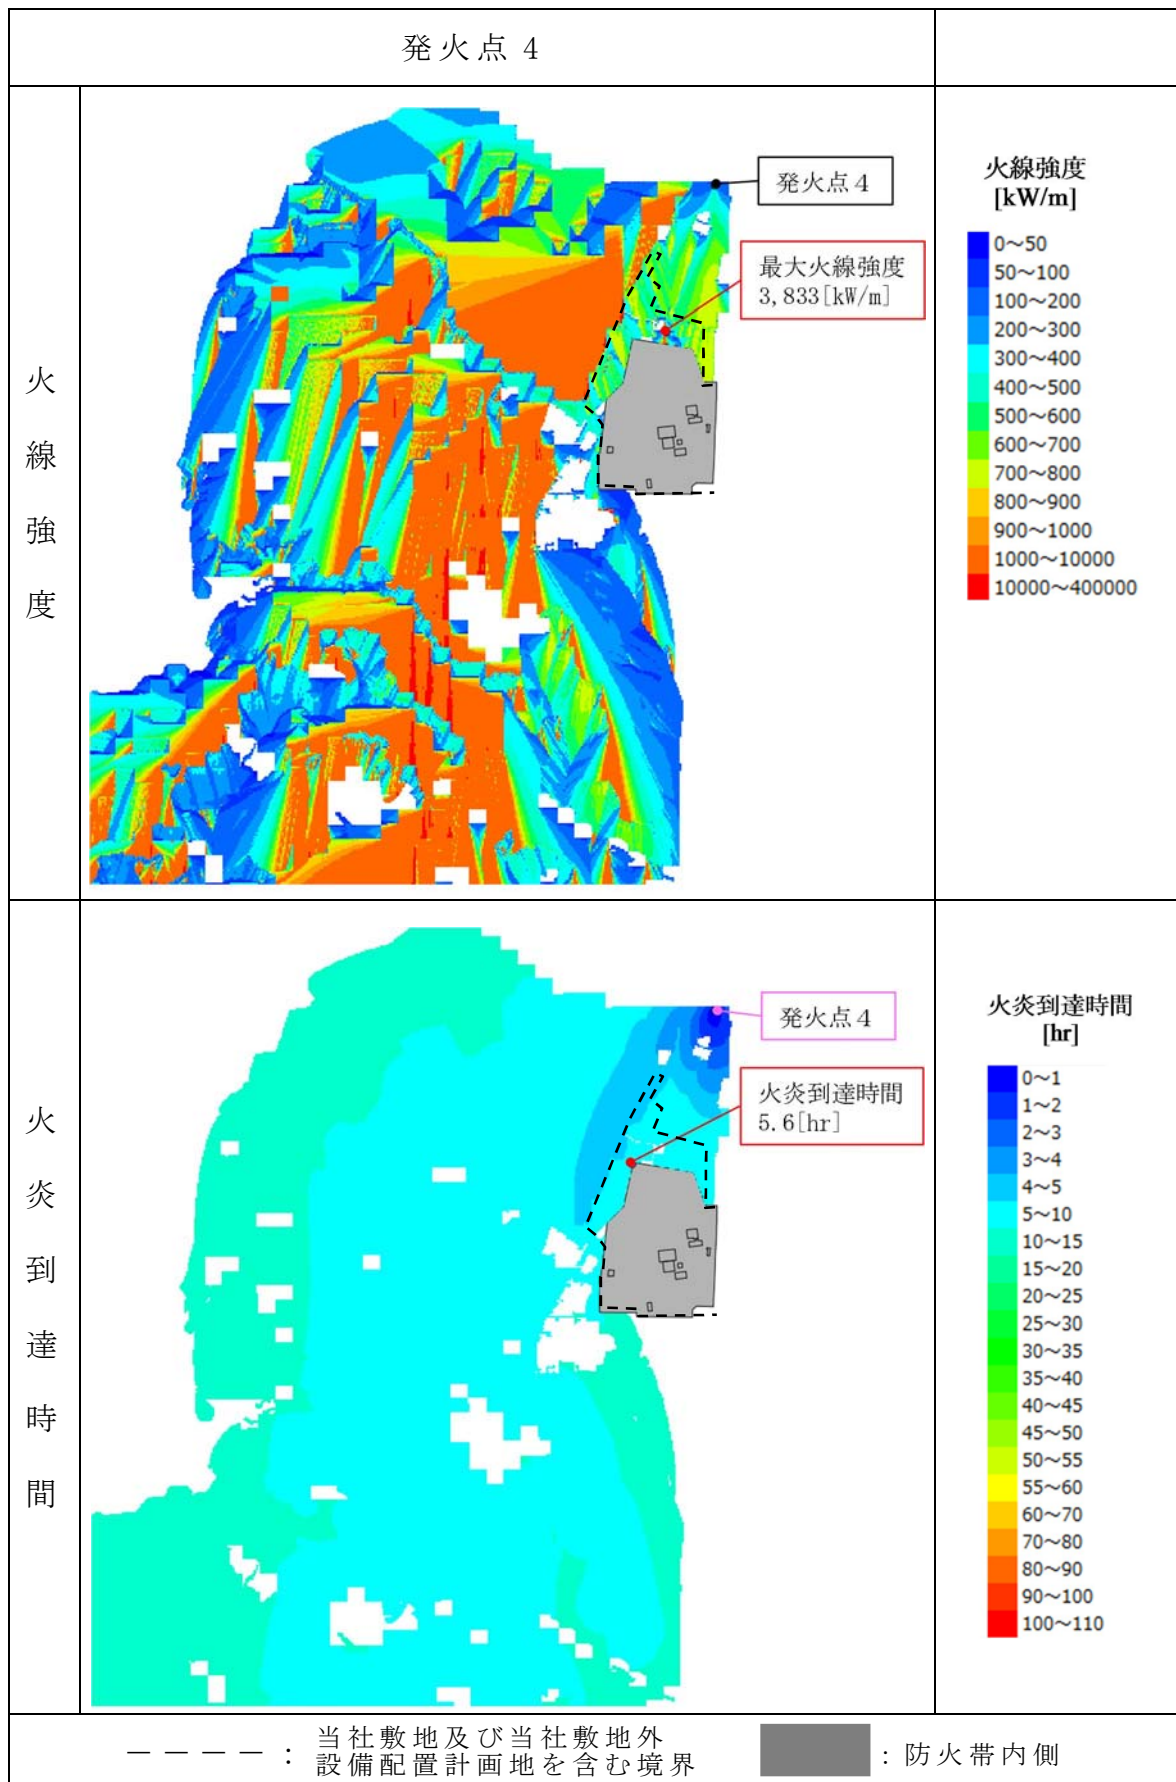 発火点 4
火線強度
発火点４
最大火線強度
3,833[kW/m]
火線強度
[kW/m]
0～50
50～100
100～200
200～300
300～400
400～500
500～600
600～700
700～800
800～900
900～1000
1000～10000
10000～400000
火炎到達時間
発火点４
火炎到達時間
5.6[hr]
火炎到達時間
[hr]
0～1
1～2
2～3
3～4
4～5
5～10
10～15
15～20
20～25
25～30
30～35
35～40
40～45
45～50
50～55
55～60
60～70
70～80
80～90
90～100
100～110
：当社敷地及び当社敷地外
設備配置計画地を含む境界
：防火帯内側